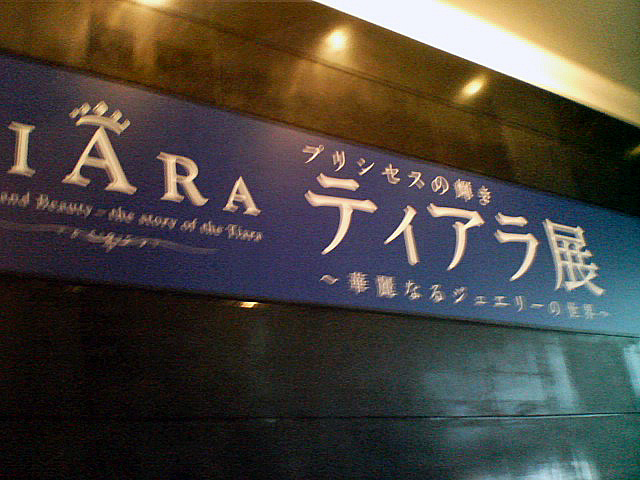 IARA
and Beauty - the story of the Tiara
プリンセスの輝き
ティアラ展
～華麗なるジュエリーの世界～